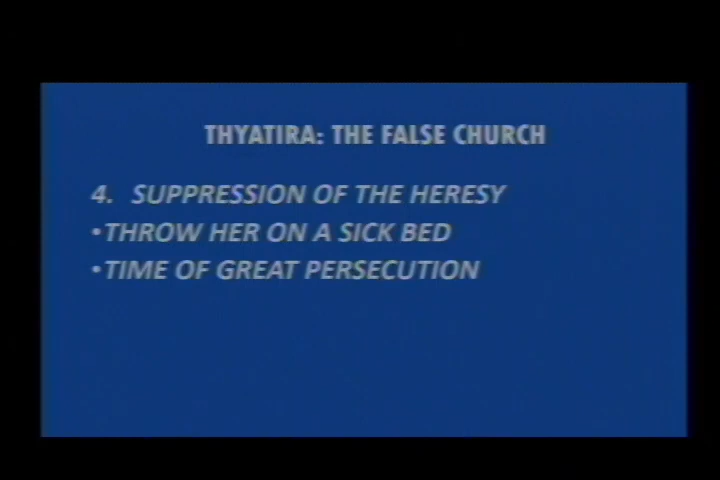 THYATIRA: THE FALSE CHURCH
4. SUPPRESSION OF THE HERESY
•THROW HER ON A SICK BED
•TIME OF GREAT PERSECUTION